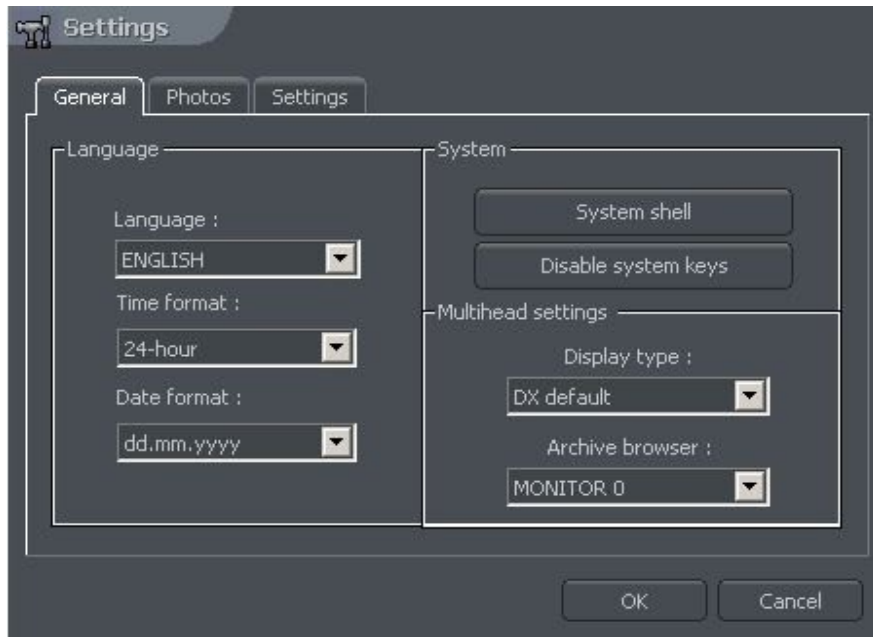 Settings
General
Photos
Settings
Language
Language :
ENGLISH
Time format :
24-hour
Date format :
dd.mm.yyyy
System
System shell
Disable system keys
Multihead settings
Display type :
DX default
Archive browser :
MONITOR 0
OK
Cancel